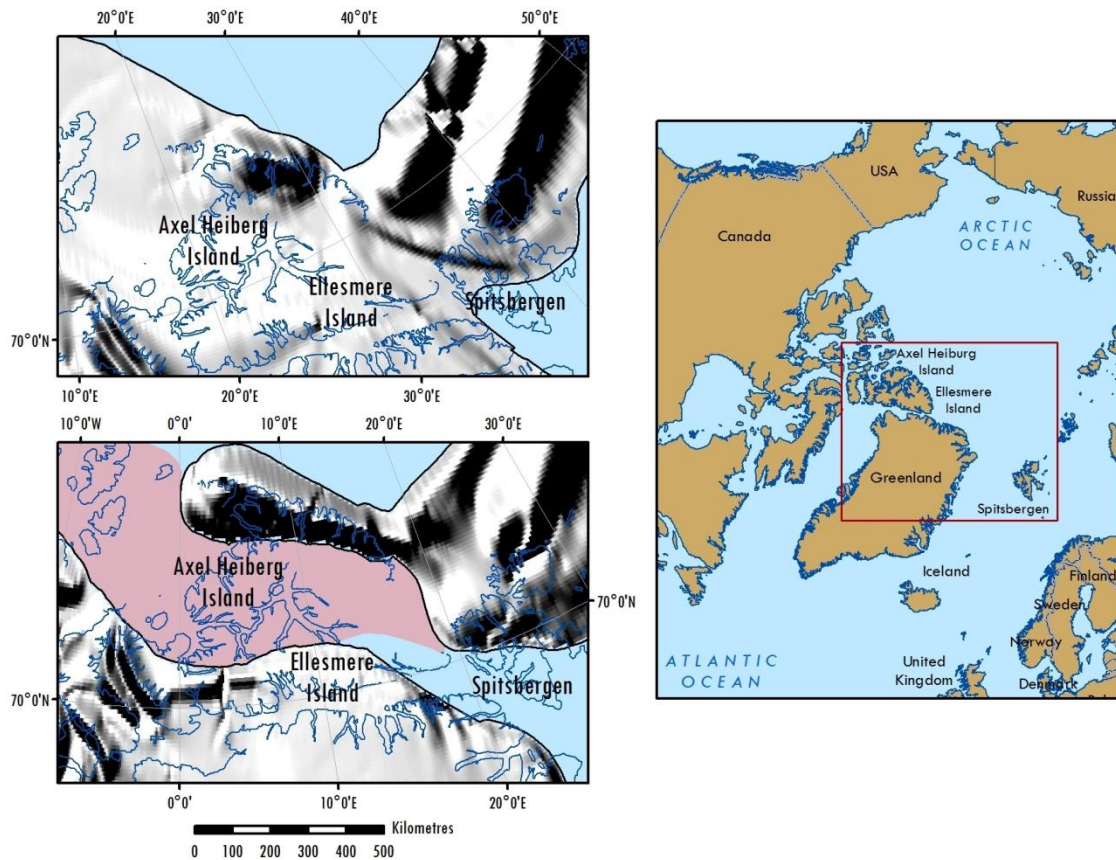 20°0'E 30°0'E 40°0'E 50°0'E
Axel Heiberg
Island
Ellesmere
Island
Spitsbergen
70°0'N
10°0'E 20°0'E 30°0'E
10°0'W 0°0' 10°0'E 20°0'E 30°0'E
Axel Heiberg
Island
70°0'N
Ellesmere
Island
Spitsbergen
70°0'N
0°0' 10°0'E 20°0'E
Kilometres
0 100 200 300 400 500
USA
Russia
Canada
ARCTIC
OCEAN
Axel Heiburg
Island
Ellesmere
Island
Greenland
Spitsbergen
Iceland
Finland
Sweden
Norway
ATLANTIC
OCEAN
United
Kingdom
Denmark